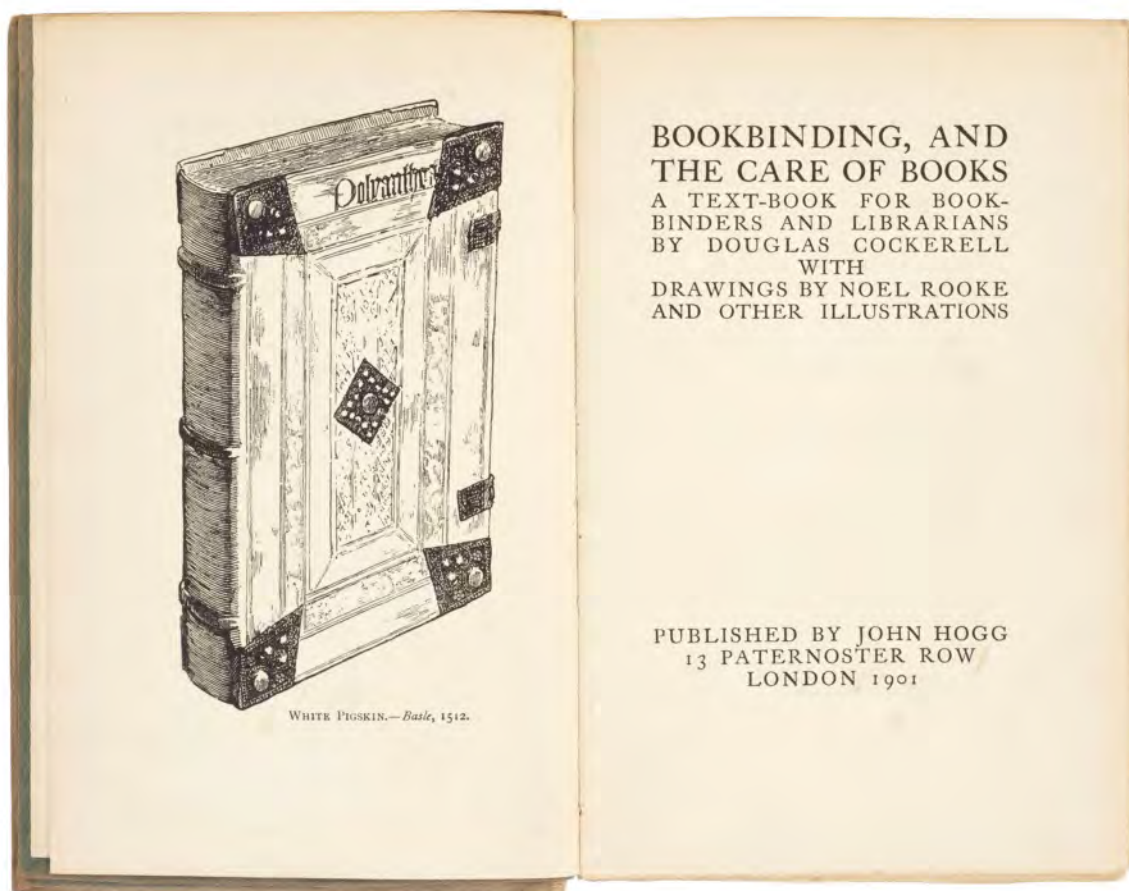 Polyanthea
WHITE PIGSKIN.—Basle, 1512.
BOOKBINDING, AND
THE CARE OF BOOKS
A TEXT-BOOK FOR BOOK-
BINDERS AND LIBRARIANS
BY DOUGLAS COCKERELL
WITH
DRAWINGS BY NOEL ROOKE
AND OTHER ILLUSTRATIONS
PUBLISHED BY JOHN HOGG
13 PATERNOSTER ROW
LONDON 1901